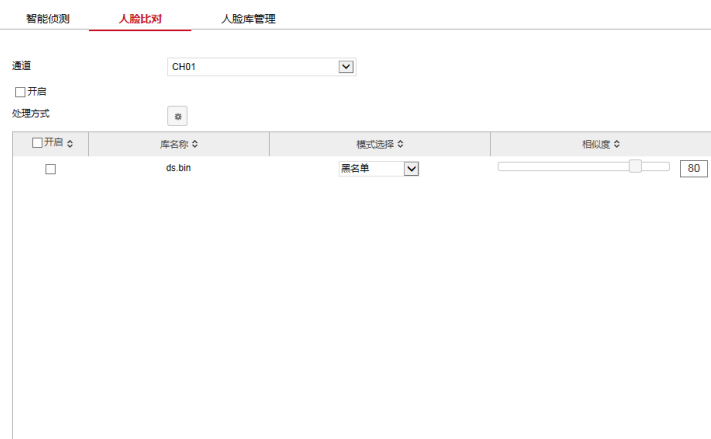 智能侦测 人脸比对 人脸库管理
通道 CH01
开启
处理方式
开启 库名称 模式选择 相似度
ds.bin 黑名单 80